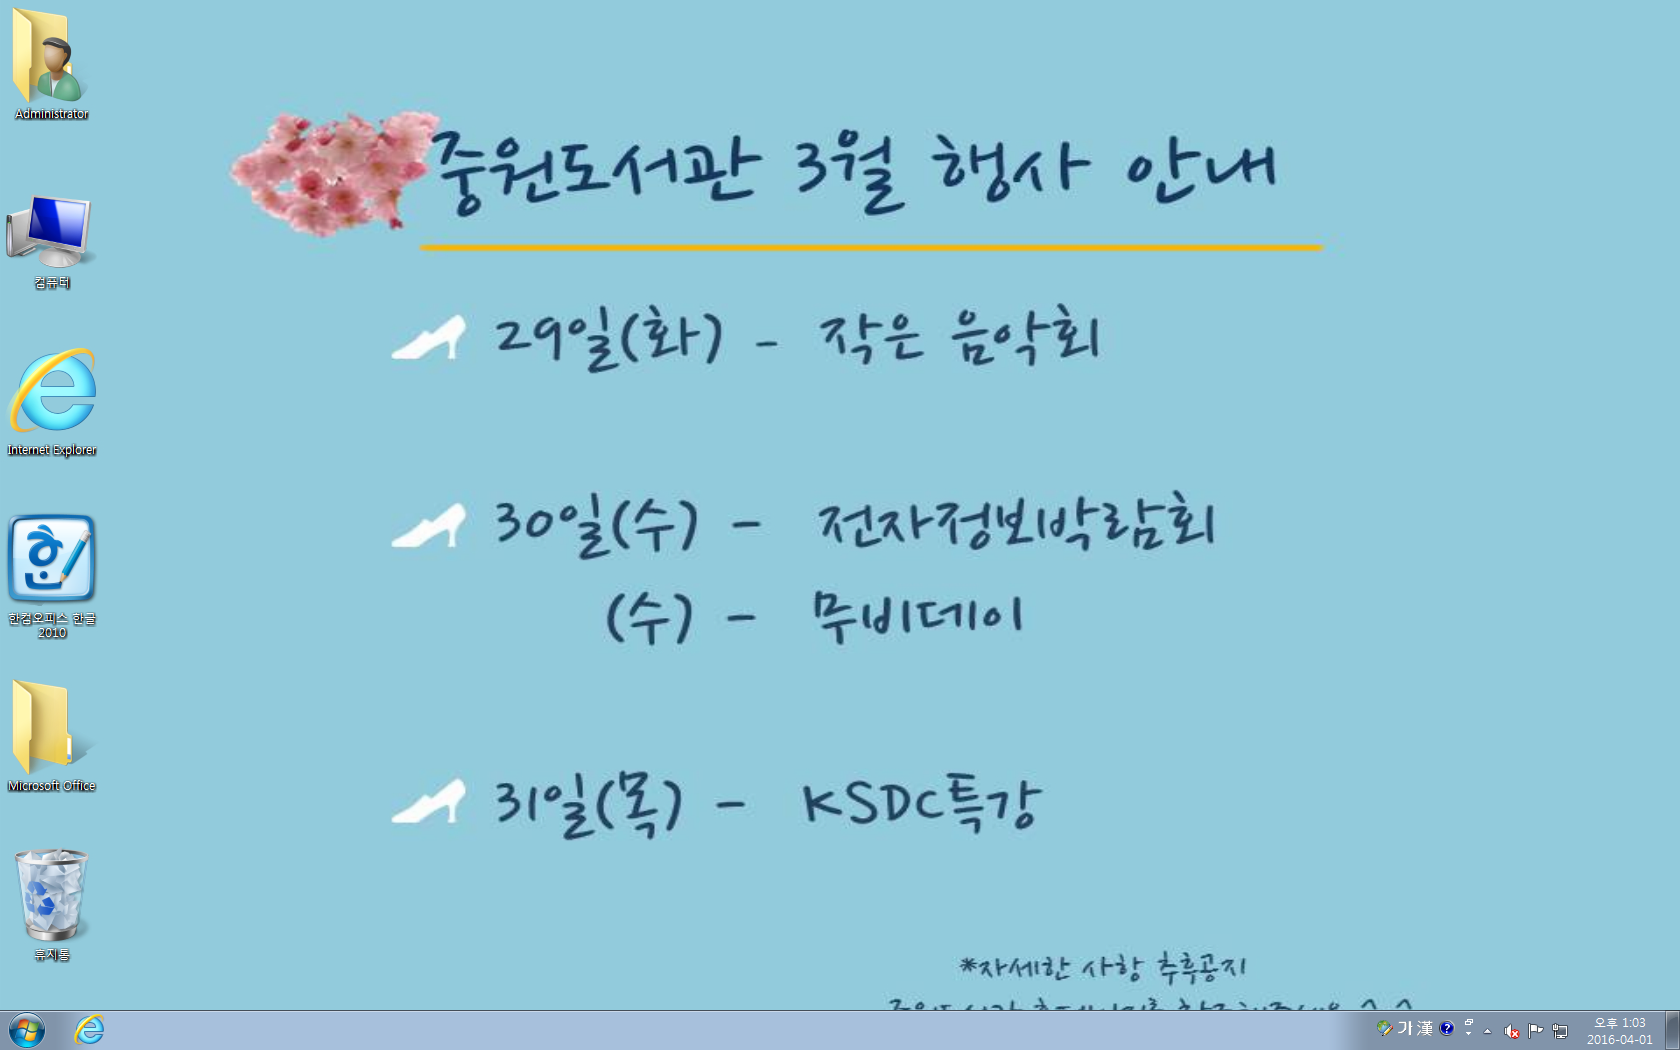 Administrator
컴퓨터
Internet Explorer
한컴오피스 한글
2010
Microsoft Office
휴지통
중원도서관 3월 행사 안내
29일(화) - 작은 음악회
30일(수) - 전자정보박람회
(수) - 무비데이
31일(목) - KSDC특강
*자세한 사항 추후공지
가 漢
오후 1:03
2016-04-01